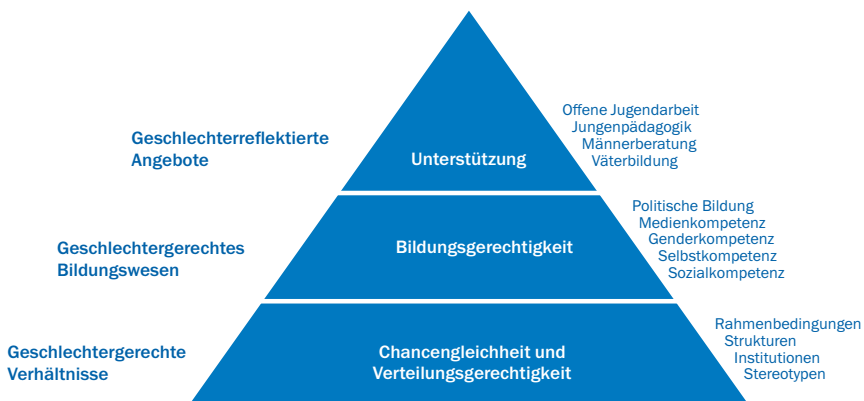 Geschlechterreflektierte
Angebote
Unterstützung
Offene Jugendarbeit
Jungenpädagogik
Männerberatung
Väterbildung
Geschlechtergerechtes
Bildungswesen
Bildungsgerechtigkeit
Politische Bildung
Medienkompetenz
Genderkompetenz
Selbstkompetenz
Sozialkompetenz
Geschlechtergerechte
Verhältnisse
Chancengleichheit und
Verteilungsgerechtigkeit
Rahmenbedingungen
Strukturen
Institutionen
Stereotypen